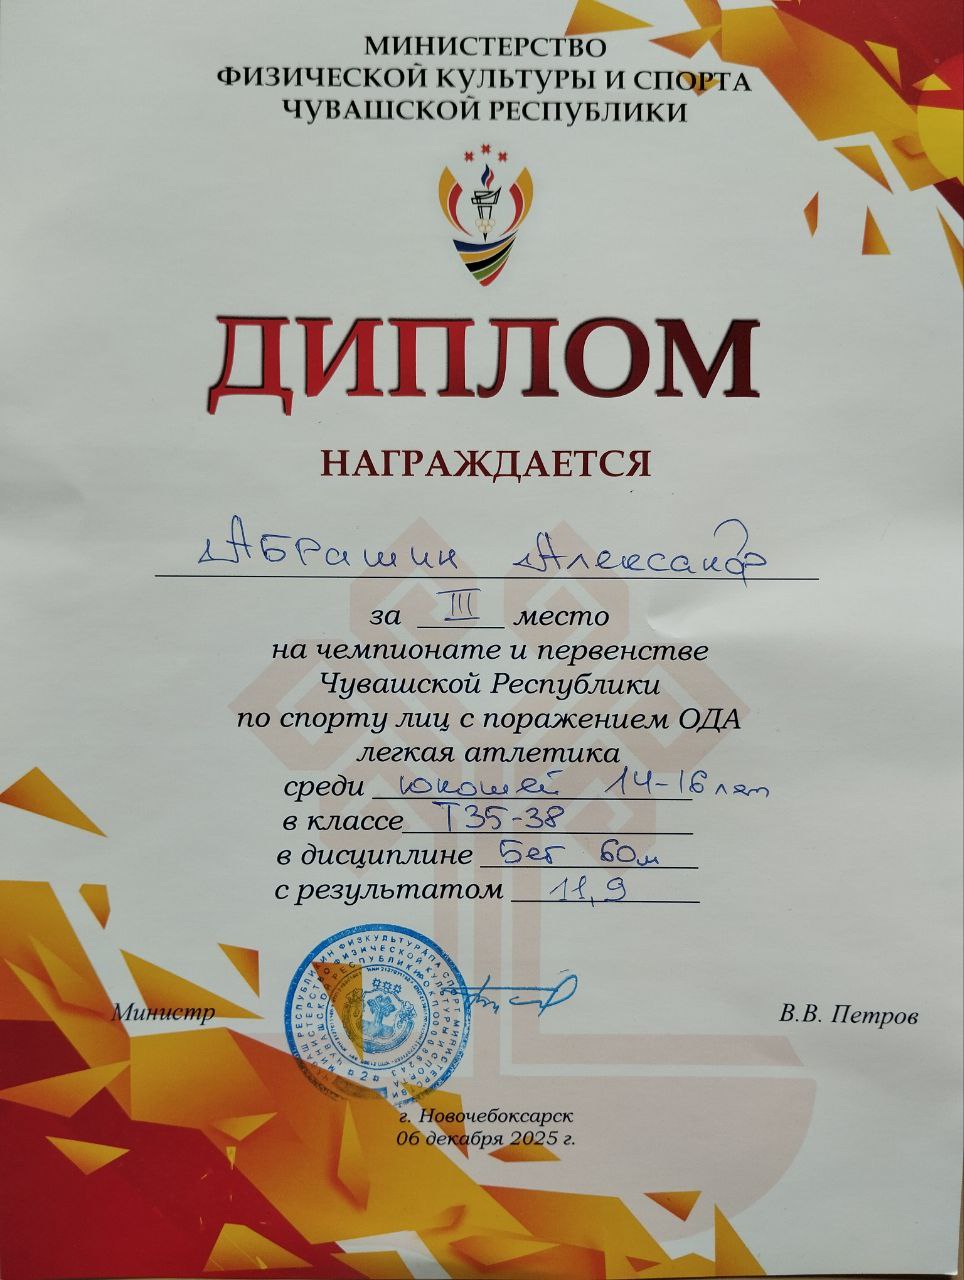 МИНИСТЕРСТВО
ФИЗИЧЕСКОЙ КУЛЬТУРЫ И СПОРТА
ЧУВАШСКОЙ РЕСПУБЛИКИ
ДИПЛОМ
НАГРАЖДАЕТСЯ
Абрашин Александр
за III место
на чемпионате и первенстве
Чувашской Республики
по спорту лиц с поражением ОДА
легкая атлетика
среди юношей 14-16 лет
в классе Т35-38
в дисциплине Бег 60м
с результатом 11,9
Министр В.В. Петров
г. Новочебоксарск
06 декабря 2025 г.